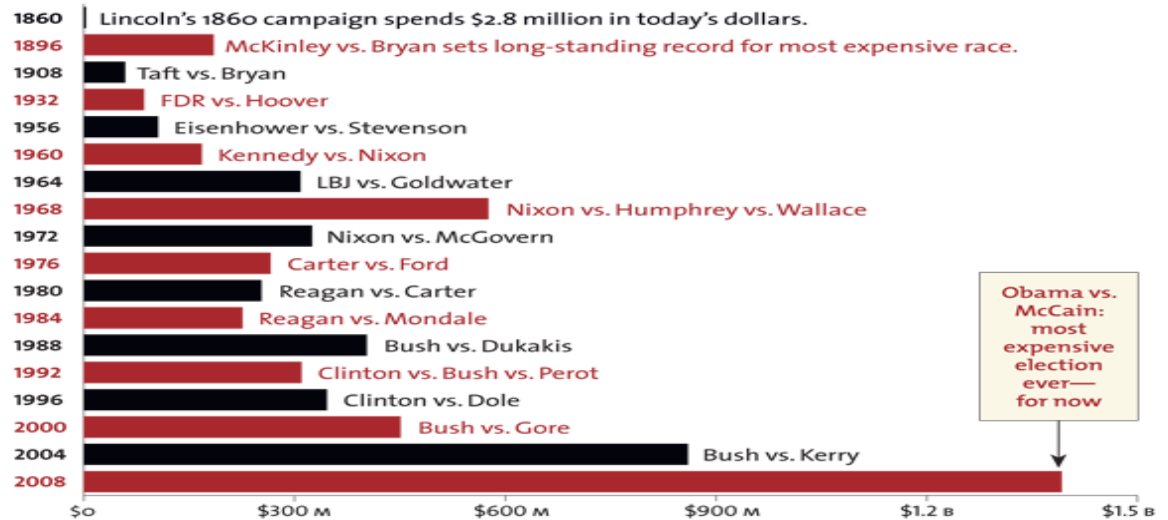 1860 Lincoln's 1860 campaign spends $2.8 million in today's dollars.
1896 McKinley vs. Bryan sets long-standing record for most expensive race.
1908 Taft vs. Bryan
1932 FDR vs. Hoover
1956 Eisenhower vs. Stevenson
1960 Kennedy vs. Nixon
1964 LBJ vs. Goldwater
1968 Nixon vs. Humphrey vs. Wallace
1972 Nixon vs. McGovern
1976 Carter vs. Ford
1980 Reagan vs. Carter
1984 Reagan vs. Mondale
1988 Bush vs. Dukakis
1992 Clinton vs. Bush vs. Perot
1996 Clinton vs. Dole
2000 Bush vs. Gore
2004 Bush vs. Kerry
2008
Obama vs.
McCain:
most
expensive
election
ever—
for now
$0 $300 M $600 M $900 M $1.2 B $1.5 B